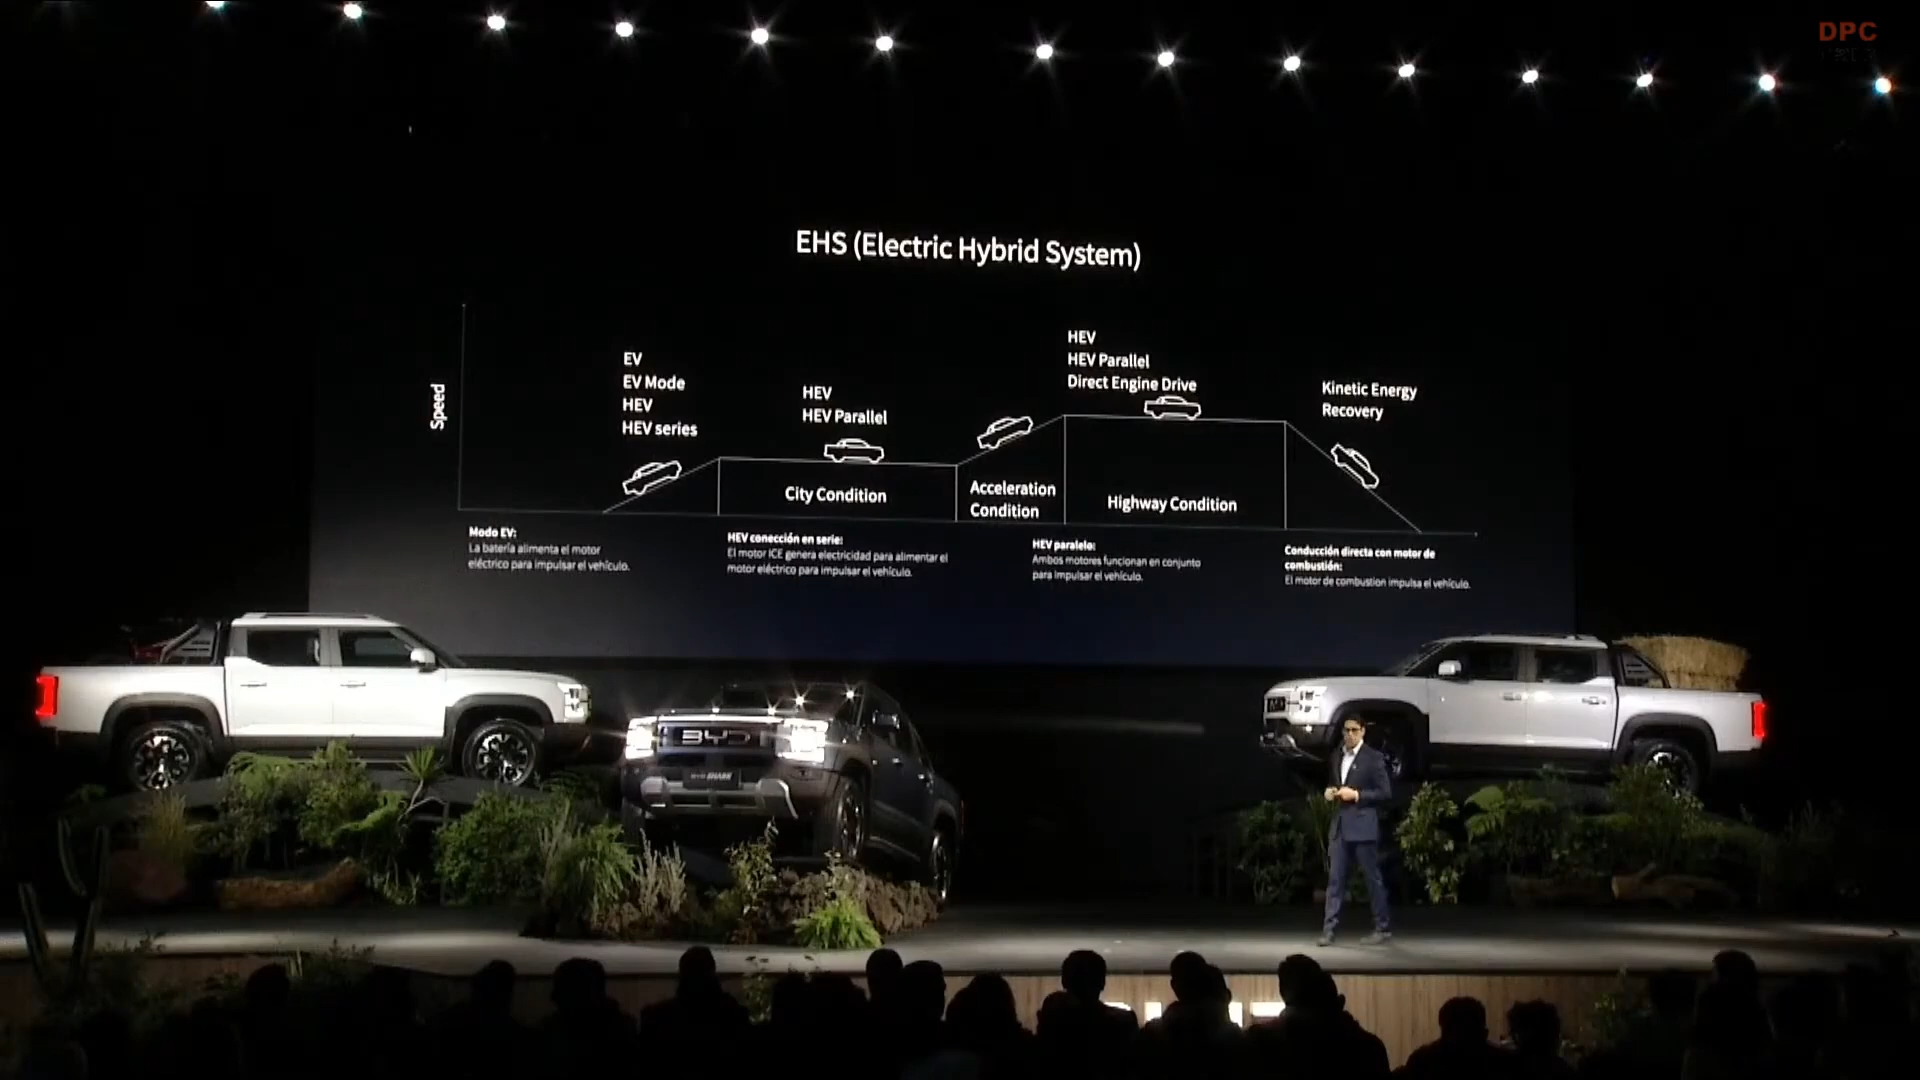 DPC
EHS (Electric Hybrid System)
Speed
EV
EV Mode
HEV
HEV series
HEV
HEV Parallel
HEV
HEV Parallel
Direct Engine Drive
Kinetic Energy
Recovery
City Condition
Acceleration
Condition
Highway Condition
Modo EV:
La batería alimenta el motor
eléctrico para impulsar el vehículo.
HEV conección en serie:
El motor ICE genera electricidad para alimentar el
motor eléctrico para impulsar el vehículo.
HEV paralelo:
Ambos motores funcionan en conjunto
para impulsar el vehículo.
Conducción directa con motor de
combustión:
El motor de combustion impulsa el vehículo.
BYD
BYD SHARK